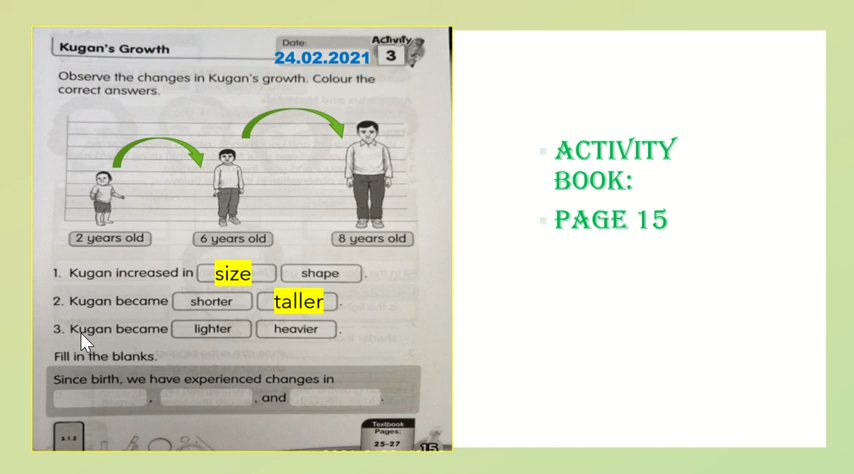 Kugan's Growth
Date:
24.02.2021
Activity
3
Observe the changes in Kugan's growth. Colour the
correct answers.
2 years old
6 years old
8 years old
1. Kugan increased in size shape .
2. Kugan became shorter taller .
3. Kugan became lighter heavier .
Fill in the blanks.
Since birth, we have experienced changes in
, , and .
3.1.2
Textbook
Pages:
25-27
15
ACTIVITY
BOOK:
PAGE 15